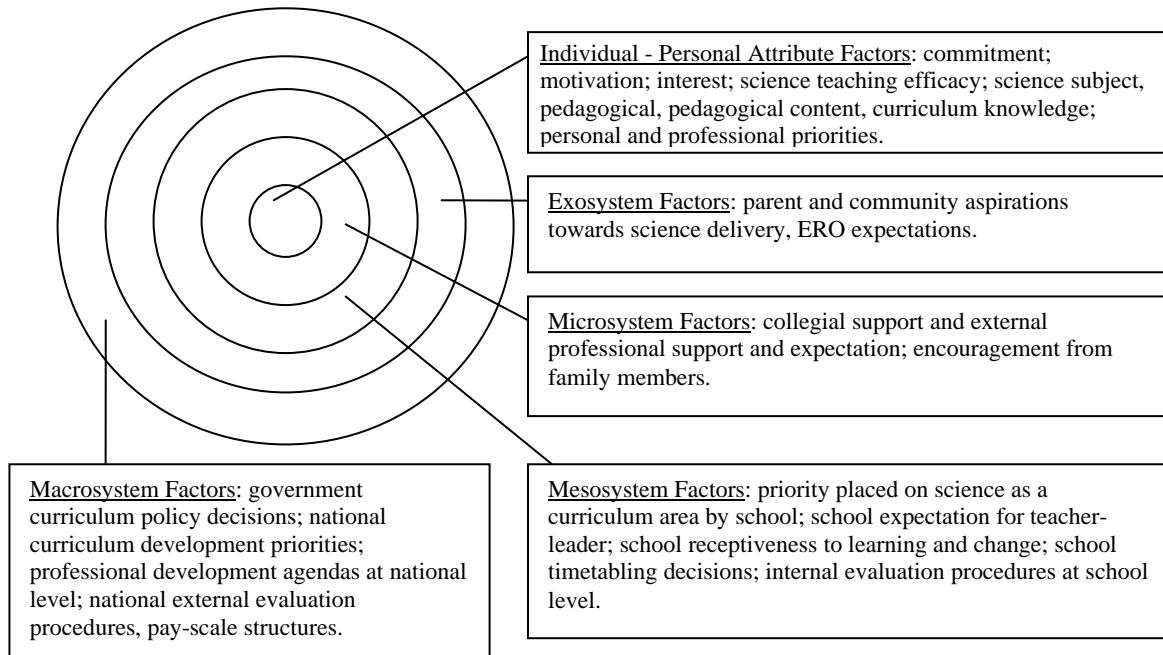 Individual - Personal Attribute Factors: commitment;
motivation; interest; science teaching efficacy; science subject,
pedagogical, pedagogical content, curriculum knowledge;
personal and professional priorities.
Exosystem Factors: parent and community aspirations
towards science delivery, ERO expectations.
Microsystem Factors: collegial support and external
professional support and expectation; encouragement from
family members.
Macrosystem Factors: government
curriculum policy decisions; national
curriculum development priorities;
professional development agendas at national
level; national external evaluation
procedures, pay-scale structures.
Mesosystem Factors: priority placed on science as a
curriculum area by school; school expectation for teacher-
leader; school receptiveness to learning and change; school
timetabling decisions; internal evaluation procedures at school
level.